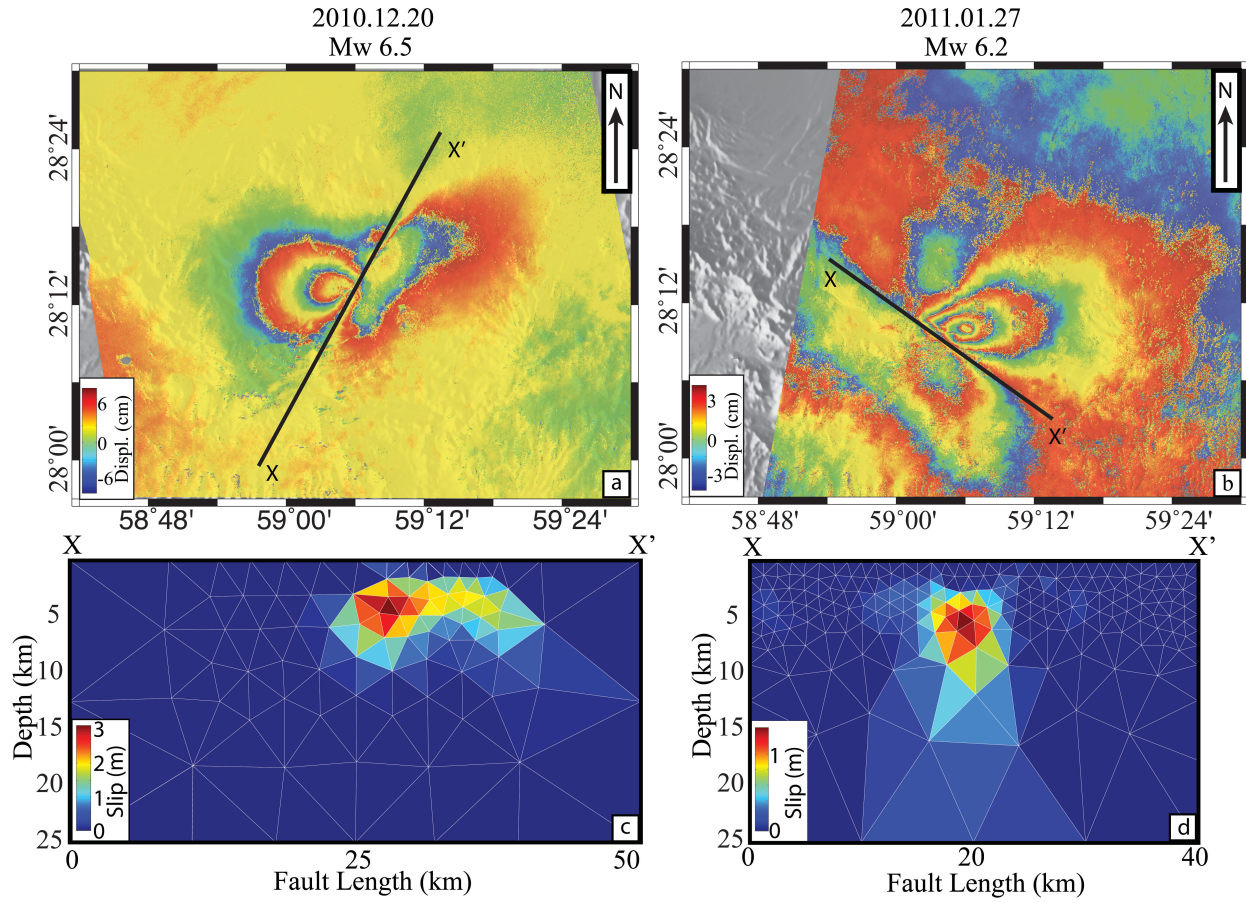 2010.12.20
Mw 6.5
2011.01.27
Mw 6.2
N
X'
X
28°24'
28°12'
28°00'
6
0
-6
Displ. (cm)
a
58°48'
59°00'
59°12'
59°24'
N
X
X'
28°24'
28°12'
28°00'
3
0
-3
Displ. (cm)
b
58°48'
59°00'
59°12'
59°24'
X
X'
5
10
15
20
25
Depth (km)
3
2
1
0
Slip (m)
c
0
25
50
Fault Length (km)
X
X'
5
10
15
20
25
Depth (km)
1
0
Slip (m)
d
0
20
40
Fault Length (km)